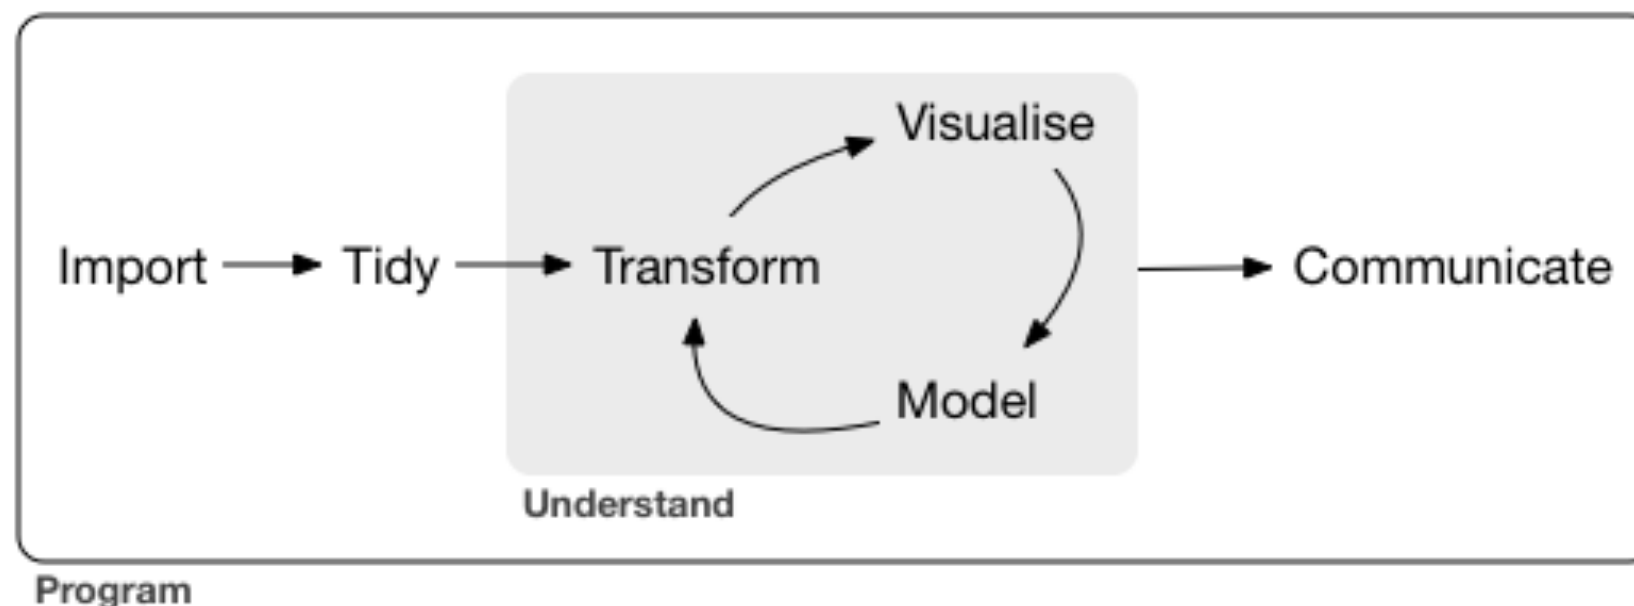 Visualise
Import
Tidy
Transform
Communicate
Model
Understand
Program